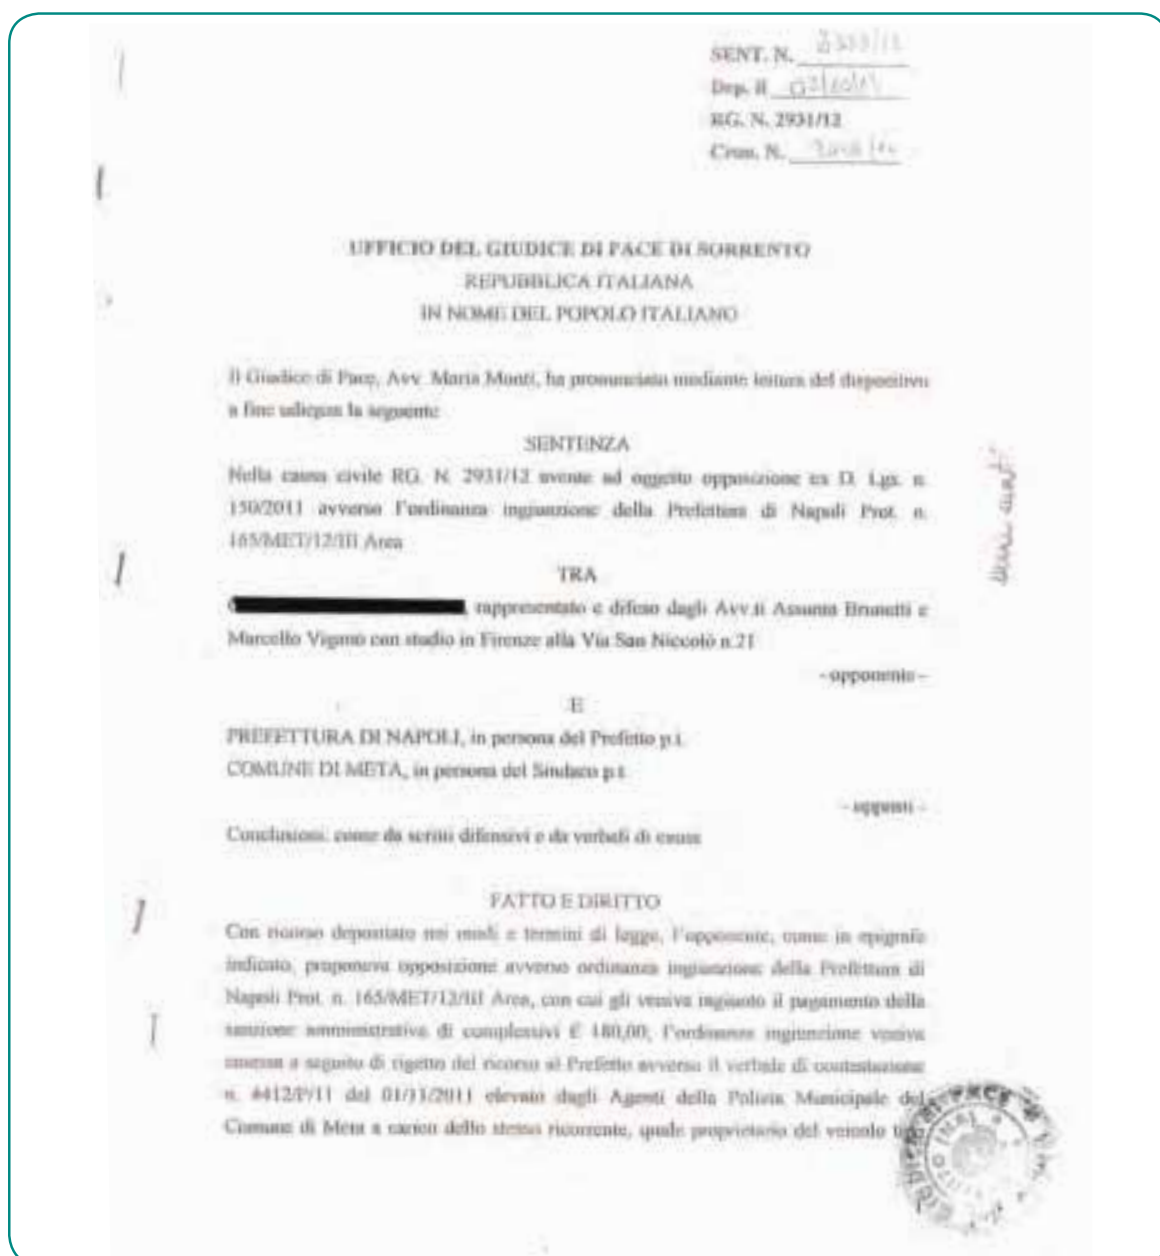 SENT. N.
Dep. il
RG. N. 2931/12
Cron. N.
UFFICIO DEL GIUDICE DI PACE DI SORRENTO
REPUBBLICA ITALIANA
IN NOME DEL POPOLO ITALIANO
Il Giudice di Pace, Avv. Maria Monti, ha pronunciato mediante lettura del dispositivo
a fine udienza la seguente
SENTENZA
Nella causa civile RG. N. 2931/12 avente ad oggetto opposizione ex D. Lgs. n.
150/2011 avverso l'ordinanza ingiunzione della Prefettura di Napoli Prot. n.
165/MET/12/III Area
TRA
, rappresentato e difeso dagli Avv.ti Assunta Brunetti e
Marcello Vigano con studio in Firenze alla Via San Niccolò n.21
- opponente -
E
PREFETTURA DI NAPOLI, in persona del Prefetto p.t.
COMUNE DI META, in persona del Sindaco p.t.
- opposti -
Conclusioni: come da scritti difensivi e da verbali di causa
FATTO E DIRITTO
Con ricorso depositato nei modi e termini di legge, l'opponente, come in epigrafe
indicato, proponeva opposizione avverso ordinanza ingiunzione della Prefettura di
Napoli Prot. n. 165/MET/12/III Area, con cui gli veniva ingiunto il pagamento della
sanzione amministrativa di complessivi € 180,00, l'ordinanza ingiunzione veniva
emessa a seguito di rigetto del ricorso al Prefetto avverso il verbale di contestazione
n. 4412/P/11 del 01/11/2011 elevato dagli Agenti della Polizia Municipale del
Comune di Meta a carico dello stesso ricorrente, quale proprietario del veicolo